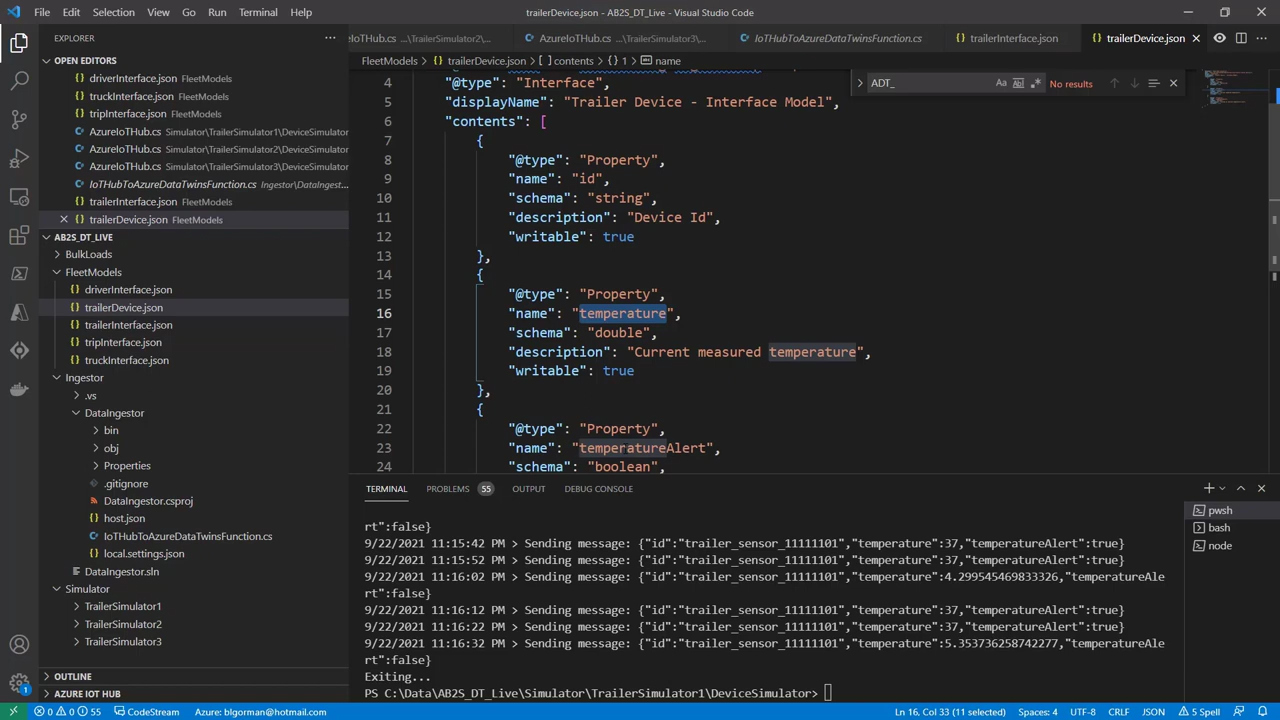 File Edit Selection View Go Run Terminal Help
trailerDevice.json - AB2S_DT_Live - Visual Studio Code
EXPLORER
OPEN EDITORS
driverInterface.json FleetModels
truckInterface.json FleetModels
tripInterface.json FleetModels
AzureIoTHub.cs Simulator\TrailerSimulator1\DeviceSimula...
AzureIoTHub.cs Simulator\TrailerSimulator2\DeviceSimula...
AzureIoTHub.cs Simulator\TrailerSimulator3\DeviceSimula...
IoTHubToAzureDataTwinsFunction.cs Ingestor\DataIngest...
trailerInterface.json FleetModels
trailerDevice.json FleetModels
AB2S_DT_LIVE
BulkLoads
FleetModels
driverInterface.json
trailerDevice.json
trailerInterface.json
tripInterface.json
truckInterface.json
Ingestor
.vs
DataIngestor
bin
obj
Properties
.gitignore
DataIngestor.csproj
host.json
IoTHubToAzureDataTwinsFunction.cs
local.settings.json
DataIngestor.sln
Simulator
TrailerSimulator1
TrailerSimulator2
TrailerSimulator3
OUTLINE
AZURE IOT HUB
IoTHub.cs ...\TrailerSimulator2\... AzureIoTHub.cs ...\TrailerSimulator3\... IoTHubToAzureDataTwinsFunction.cs trailerInterface.json trailerDevice.json
FleetModels > trailerDevice.json > [ ] contents > { } 1 > name
ADT_ Aa No results
4 "@type": "Interface",
5 "displayName": "Trailer Device - Interface Model",
6 "contents": [
7 {
8 "@type": "Property",
9 "name": "id",
10 "schema": "string",
11 "description": "Device Id",
12 "writable": true
13 },
14 {
15 "@type": "Property",
16 "name": "temperature",
17 "schema": "double",
18 "description": "Current measured temperature",
19 "writable": true
20 },
21 {
22 "@type": "Property",
23 "name": "temperatureAlert",
24 "schema": "boolean",
TERMINAL PROBLEMS 55 OUTPUT DEBUG CONSOLE
rt":false}
9/22/2021 11:15:42 PM > Sending message: {"id":"trailer_sensor_11111101","temperature":37,"temperatureAlert":true}
9/22/2021 11:15:52 PM > Sending message: {"id":"trailer_sensor_11111101","temperature":37,"temperatureAlert":true}
9/22/2021 11:16:02 PM > Sending message: {"id":"trailer_sensor_11111101","temperature":4.299545469833326,"temperatureAle
rt":false}
9/22/2021 11:16:12 PM > Sending message: {"id":"trailer_sensor_11111101","temperature":37,"temperatureAlert":true}
9/22/2021 11:16:22 PM > Sending message: {"id":"trailer_sensor_11111101","temperature":37,"temperatureAlert":true}
9/22/2021 11:16:32 PM > Sending message: {"id":"trailer_sensor_11111101","temperature":5.353736258742277,"temperatureAle
rt":false}
Exiting...
PS C:\Data\AB2S_DT_Live\Simulator\TrailerSimulator1\DeviceSimulator>
pwsh
bash
node
0 0 55 CodeStream Azure: blgorman@hotmail.com Ln 16, Col 33 (11 selected) Spaces: 4 UTF-8 CRLF JSON 5 Spell